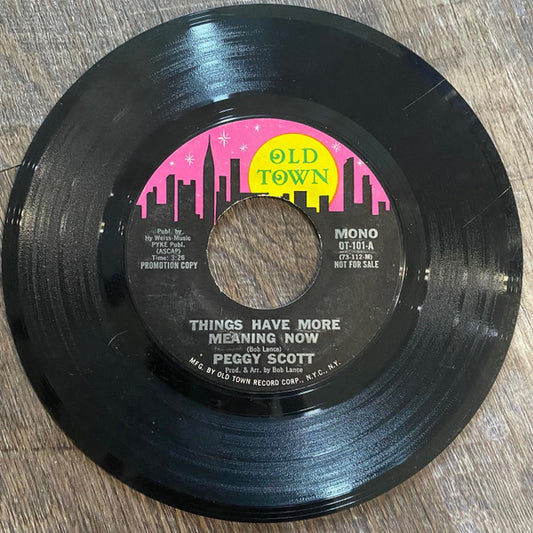 OLD
TOWN
Publ. by
Hy Weiss-Music
PYKE Publ.
(ASCAP)
Time: 3:26
PROMOTION COPY
MONO
OT-101-A
(73-112-M)
NOT FOR SALE
THINGS HAVE MORE
MEANING NOW
(Bob Lance)
PEGGY SCOTT
Prod. & Arr. by Bob Lance
MFG. BY OLD TOWN RECORD CORP., N.Y.C., N.Y.